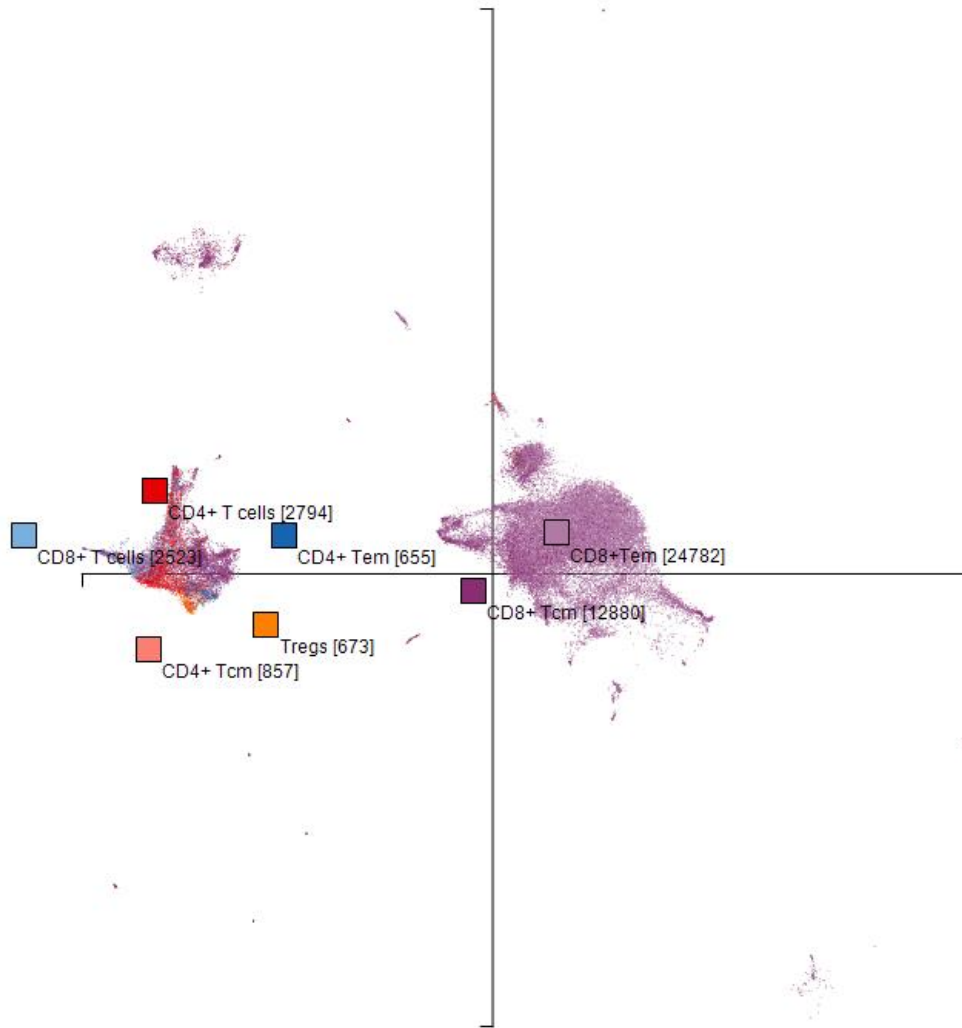 CD4+ T cells [2794]
CD8+ T cells [2523]
CD4+ Tem [655]
CD8+Tem [24782]
CD8+ Tcm [12880]
Tregs [673]
CD4+ Tcm [857]